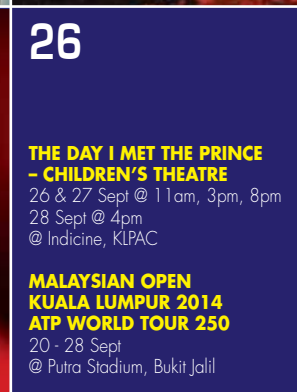 26
THE DAY I MET THE PRINCE
– CHILDREN'S THEATRE
26 & 27 Sept @ 11am, 3pm, 8pm
28 Sept @ 4pm
@ Indicine, KLPAC
MALAYSIAN OPEN
KUALA LUMPUR 2014
ATP WORLD TOUR 250
20 - 28 Sept
@ Putra Stadium, Bukit Jalil